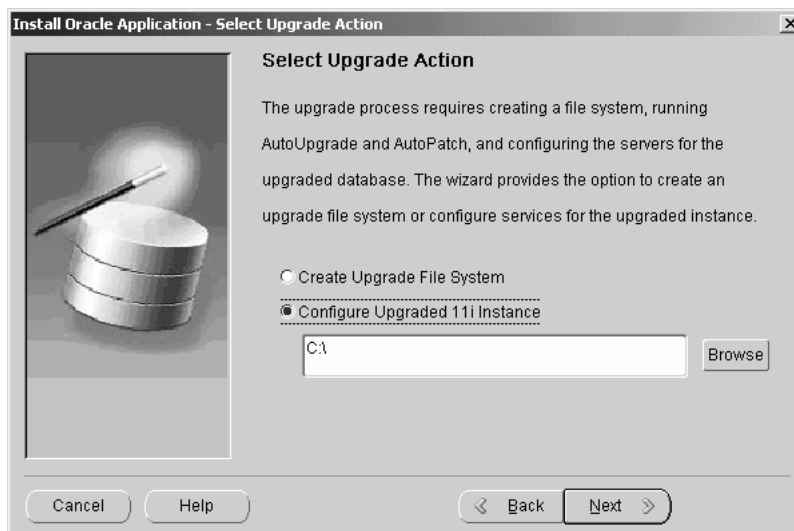 Install Oracle Application - Select Upgrade Action
Select Upgrade Action
The upgrade process requires creating a file system, running
AutoUpgrade and AutoPatch, and configuring the servers for the
upgraded database. The wizard provides the option to create an
upgrade file system or configure services for the upgraded instance.
Create Upgrade File System
Configure Upgraded 11i Instance
C:\
Browse
Cancel
Help
Back
Next